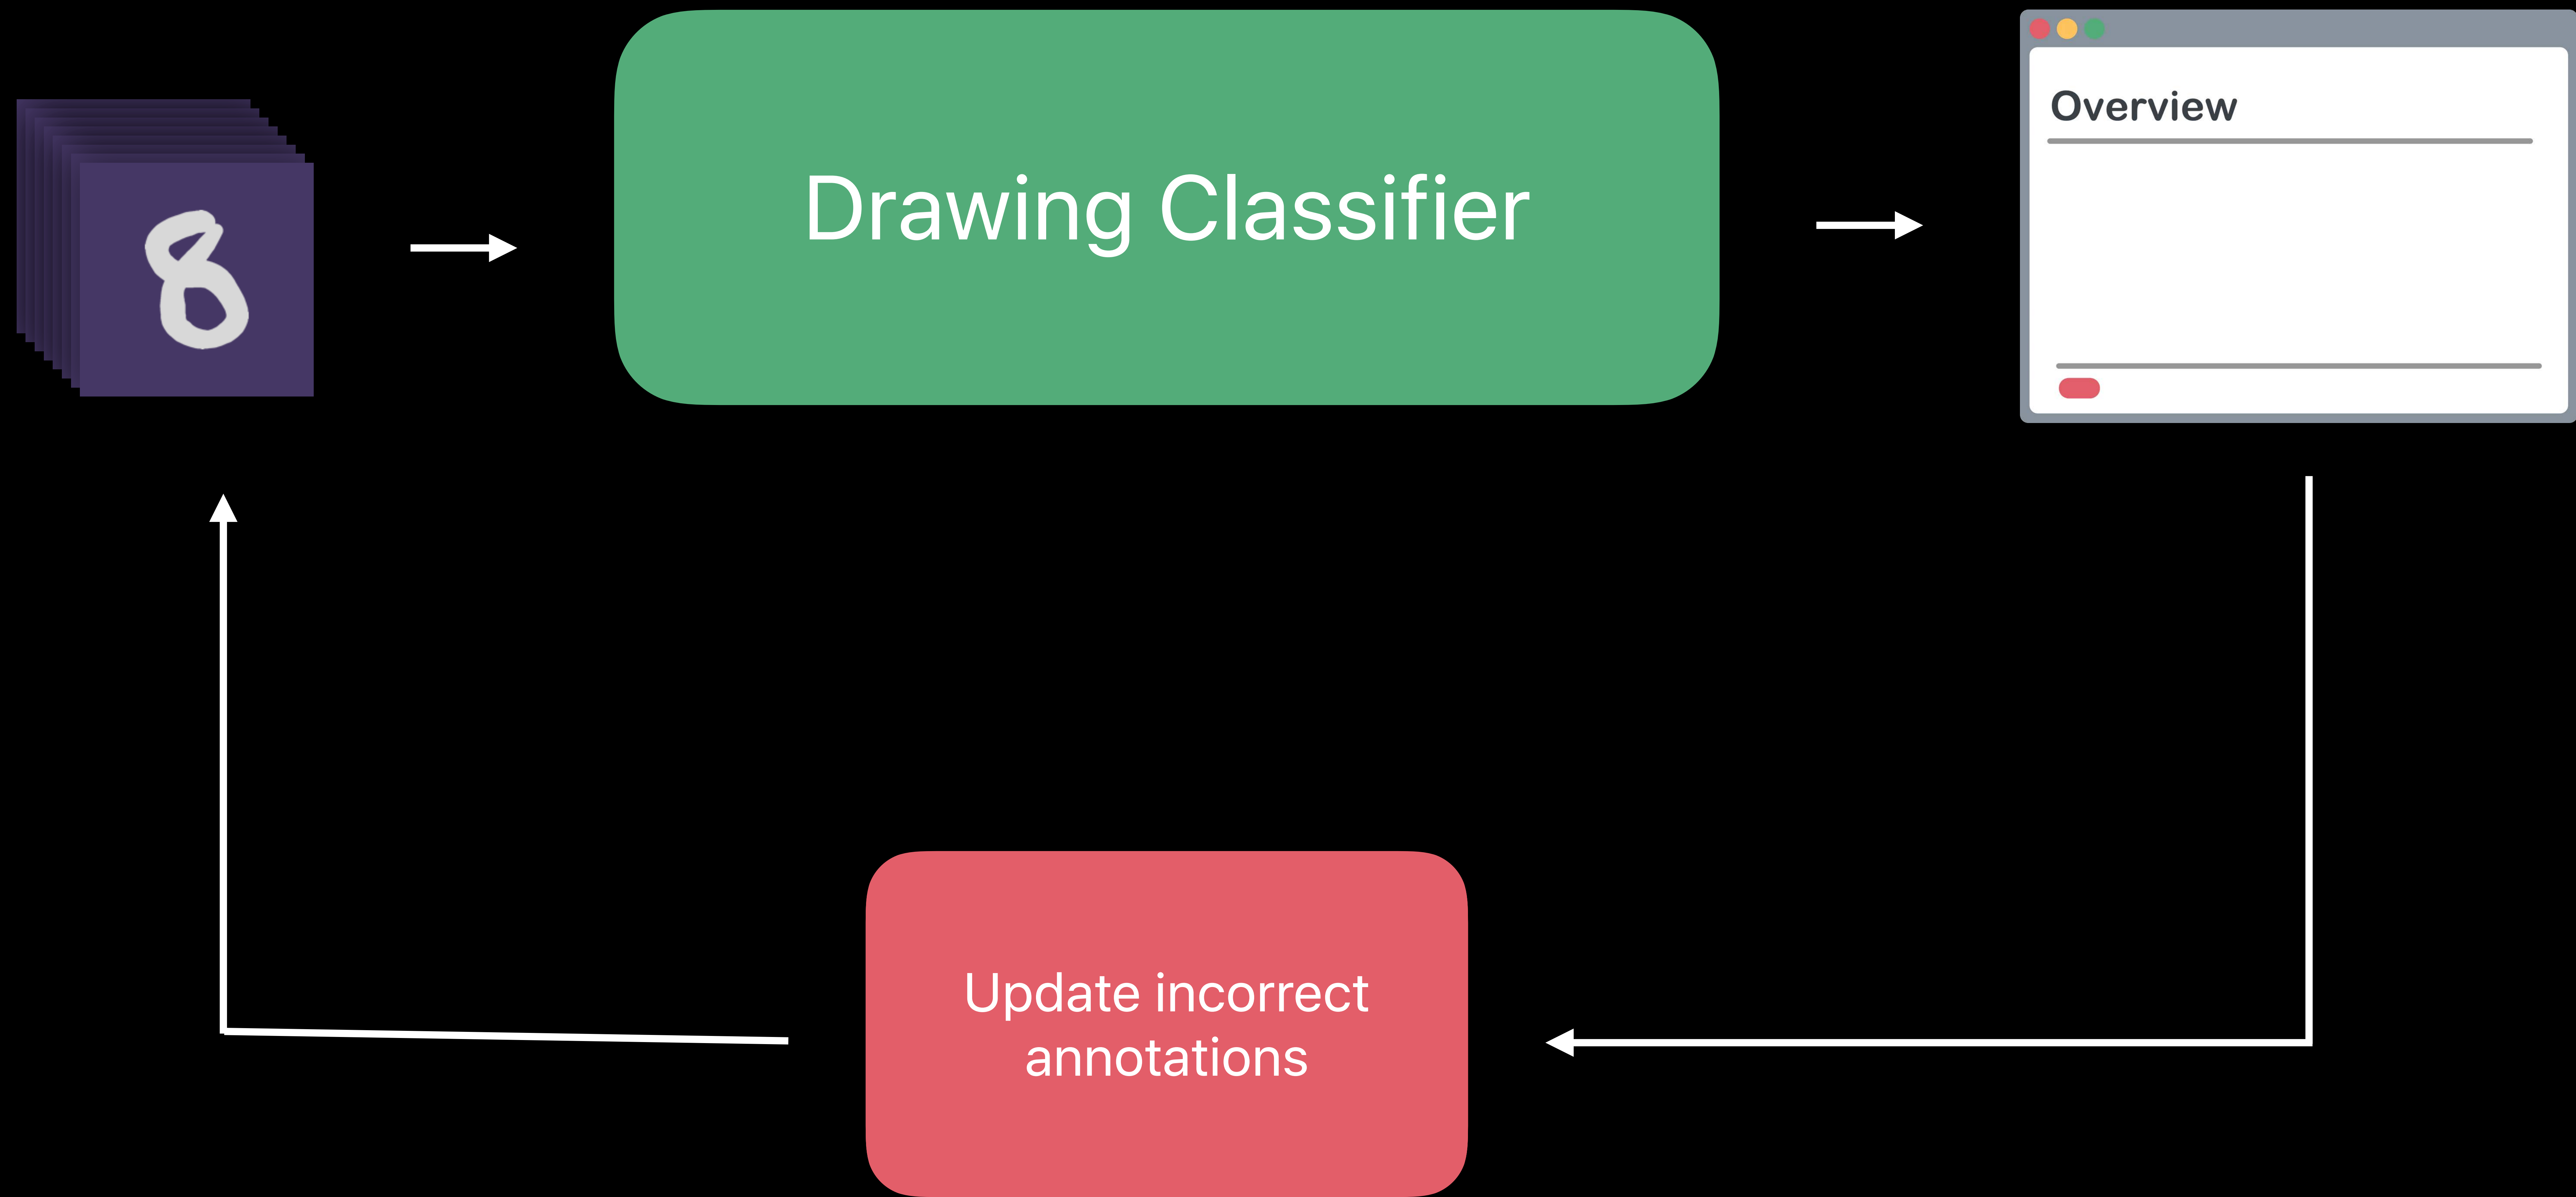 Drawing Classifier
Overview
8
Update incorrect
annotations